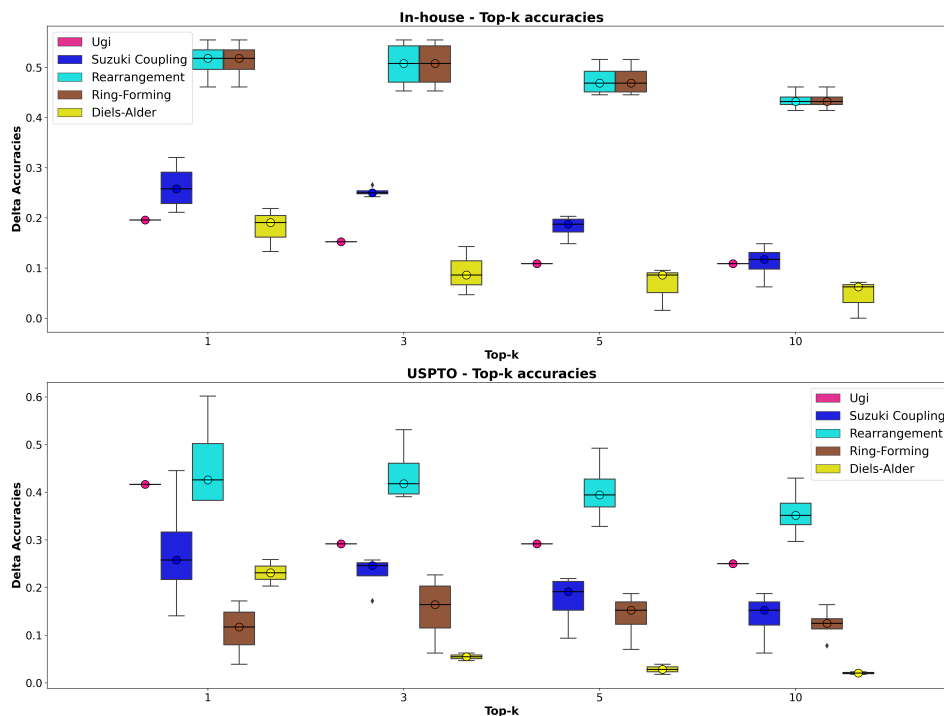 In-house - Top-k accuracies
Ugi
Suzuki Coupling
Rearrangement
Ring-Forming
Diels-Alder
Delta Accuracies
0.5
0.4
0.3
0.2
0.1
0.0
1 3 5 10
Top-k
USPTO - Top-k accuracies
Ugi
Suzuki Coupling
Rearrangement
Ring-Forming
Diels-Alder
Delta Accuracies
0.6
0.5
0.4
0.3
0.2
0.1
0.0
1 3 5 10
Top-k